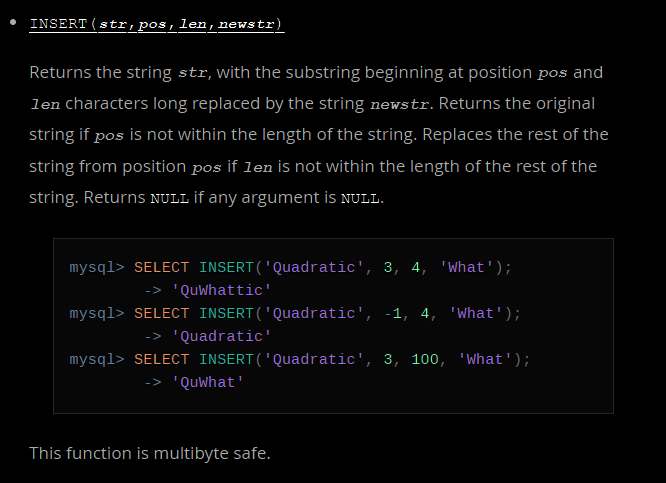 • INSERT(str,pos,len,newstr)
Returns the string str, with the substring beginning at position pos and
len characters long replaced by the string newstr. Returns the original
string if pos is not within the length of the string. Replaces the rest of the
string from position pos if len is not within the length of the rest of the
string. Returns NULL if any argument is NULL.
mysql> SELECT INSERT('Quadratic', 3, 4, 'What');
        -> 'QuWhattic'
mysql> SELECT INSERT('Quadratic', -1, 4, 'What');
        -> 'Quadratic'
mysql> SELECT INSERT('Quadratic', 3, 100, 'What');
        -> 'QuWhat'
This function is multibyte safe.